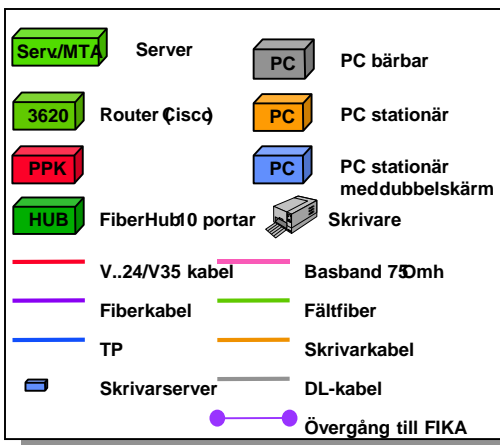 Serv./MTA Server
PC PC bärbar
3620 Router (Cisco)
PC PC stationär
PPK
PC PC stationär
meddubbelskärm
HUB FiberHub10 portar
Skrivare
V..24/V35 kabel
Basband 75Omh
Fiberkabel
Fältfiber
TP
Skrivarkabel
Skrivarserver
DL-kabel
Övergång till FIKA